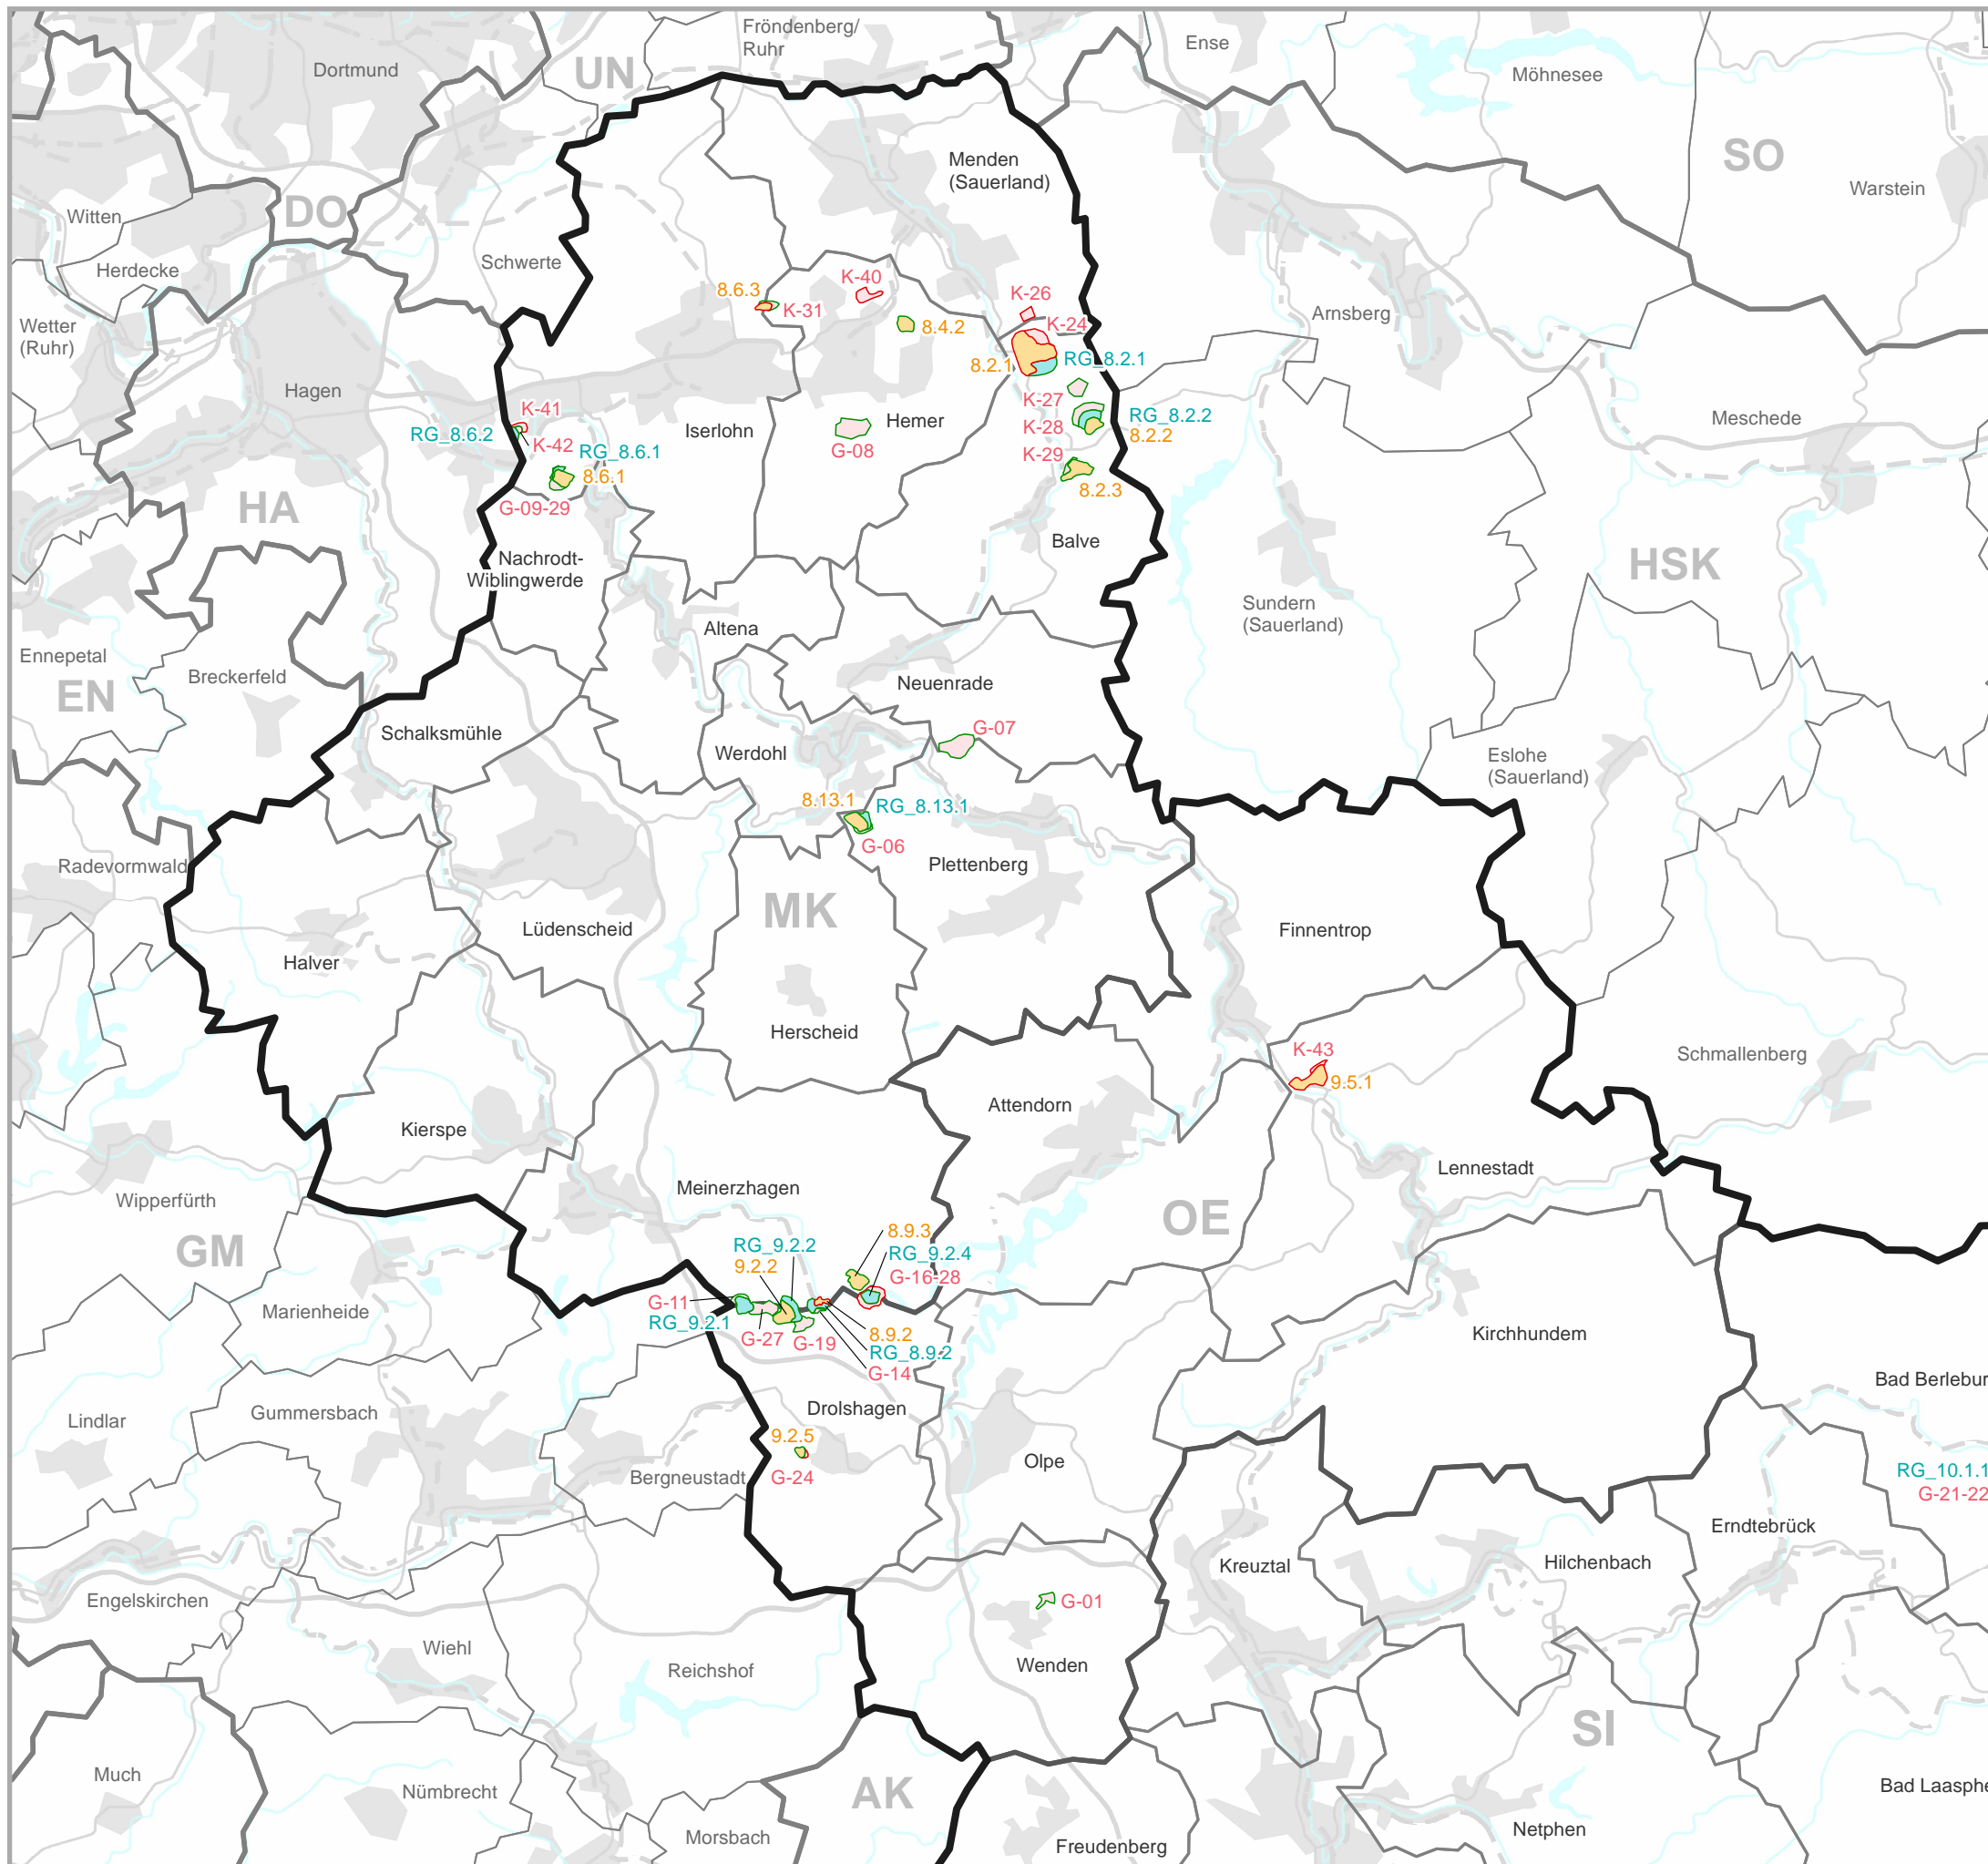 Fröndenberg/
Ruhr
Ense
Dortmund
UN
Möhnesee
Menden
(Sauerland)
SO
Warstein
Witten
DO
Herdecke
Schwerte
8.6.3
K-31
K-40
8.4.2
K-26
K-24
Arnsberg
Wetter
(Ruhr)
8.2.1
RG_8.2.1
Hagen
K-27
K-41
RG_8.6.2
K-42
RG_8.6.1
8.6.1
Iserlohn
Hemer
G-08
K-28
RG_8.2.2
8.2.2
Meschede
K-29
8.2.3
HA
G-09-29
Balve
Nachrodt-
Wiblingwerde
HSK
Sundern
(Sauerland)
Altena
Ennepetal
EN
Breckerfeld
Neuenrade
G-07
Schalksmühle
Werdohl
Eslohe
(Sauerland)
8.13.1
RG_8.13.1
G-06
Radevormwald
Plettenberg
MK
Lüdenscheid
Finnentrop
Halver
Herscheid
K-43
9.5.1
Schmallenberg
Attendorn
Kierspe
Lennestadt
Meinerzhagen
Wipperfürth
OE
GM
8.9.3
RG_9.2.2
9.2.2
RG_9.2.4
G-16-28
G-11
RG_9.2.1
Marienheide
G-27
G-19
8.9.2
RG_8.9.2
G-14
Kirchhundem
Bad Berlebur
Drolshagen
Lindlar
Gummersbach
9.2.5
G-24
Bergneustadt
Olpe
RG_10.1.1
G-21-22
Erndtebrück
Kreuztal
Hilchenbach
Engelskirchen
G-01
Wiehl
Reichshof
Wenden
SI
Much
Nümbrecht
AK
Bad Laasphe
Morsbach
Freudenberg
Netphen